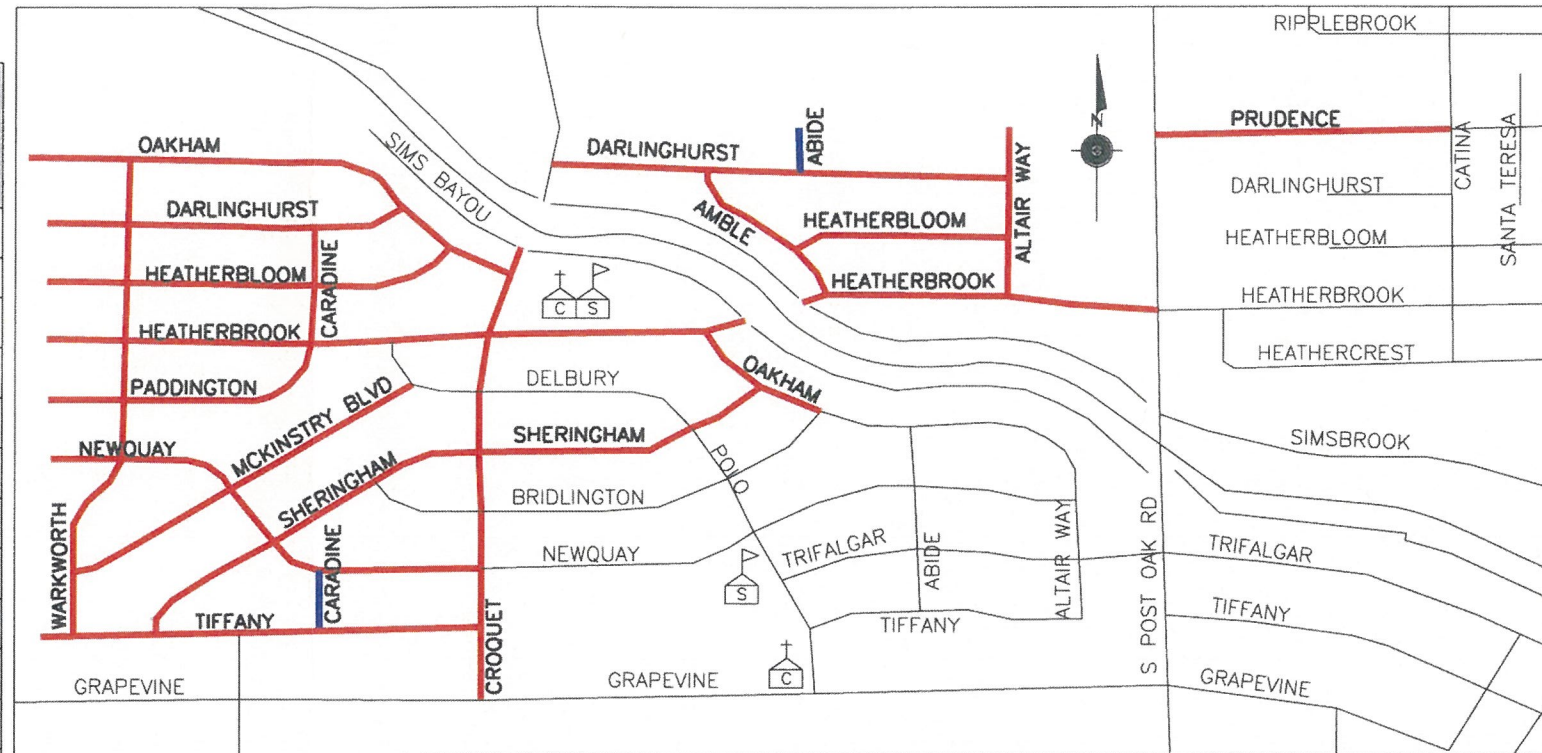 RIPPLEBROOK
PRUDENCE
CATINA
SANTA TERESA
DARLINGHURST
HEATHERBLOOM
HEATHERBROOK
HEATHERCREST
OAKHAM
SIMS BAYOU
DARLINGHURST
ABIDE
ALTAIR WAY
N
DARLINGHURST
AMBLE
HEATHERBLOOM
HEATHERBLOOM
CARADINE
HEATHERBROOK
C S
HEATHERBROOK
PADDINGTON
MCKINSTRY BLVD
DELBURY
OAKHAM
NEWQUAY
SHERINGHAM
SHERINGHAM
POLO
BRIDLINGTON
SIMSBROOK
WARKWORTH
CARADINE
NEWQUAY
TRIFALGAR
ABIDE
ALTAIR WAY
S POST OAK RD
TRIFALGAR
S
TIFFANY
CROQUET
TIFFANY
TIFFANY
C
GRAPEVINE
GRAPEVINE
GRAPEVINE